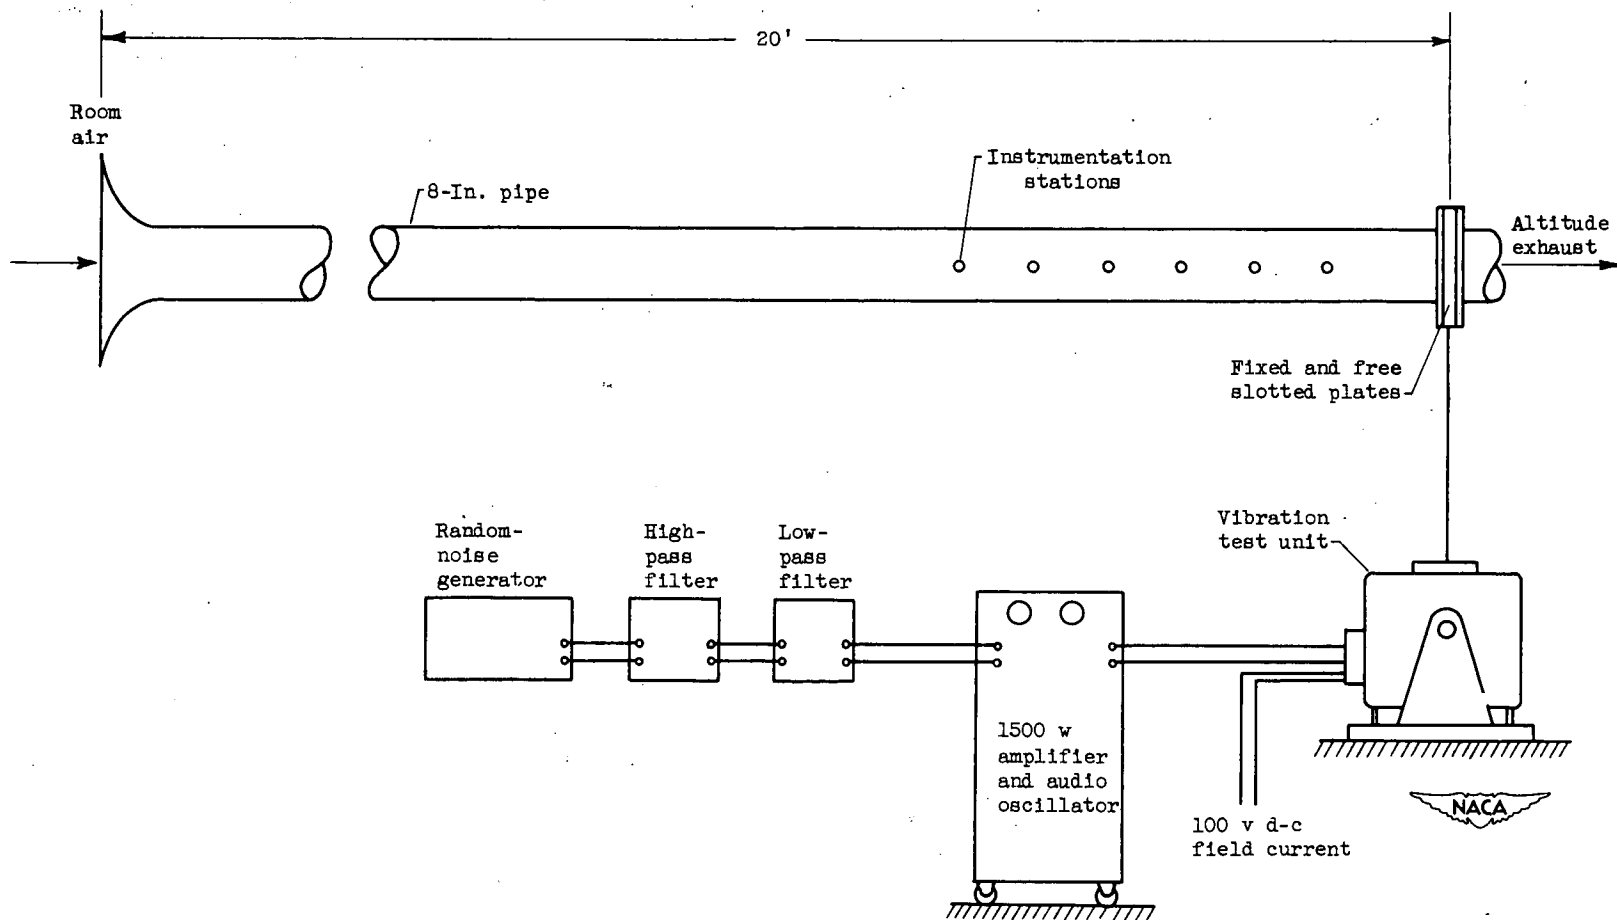 20'
Room
air
8-In. pipe
Instrumentation
stations
Altitude
exhaust
Fixed and free
slotted plates
Vibration
test unit
Random-
noise
generator
High-
pass
filter
Low-
pass
filter
1500 w
amplifier
and audio
oscillator
100 v d-c
field current
NACA